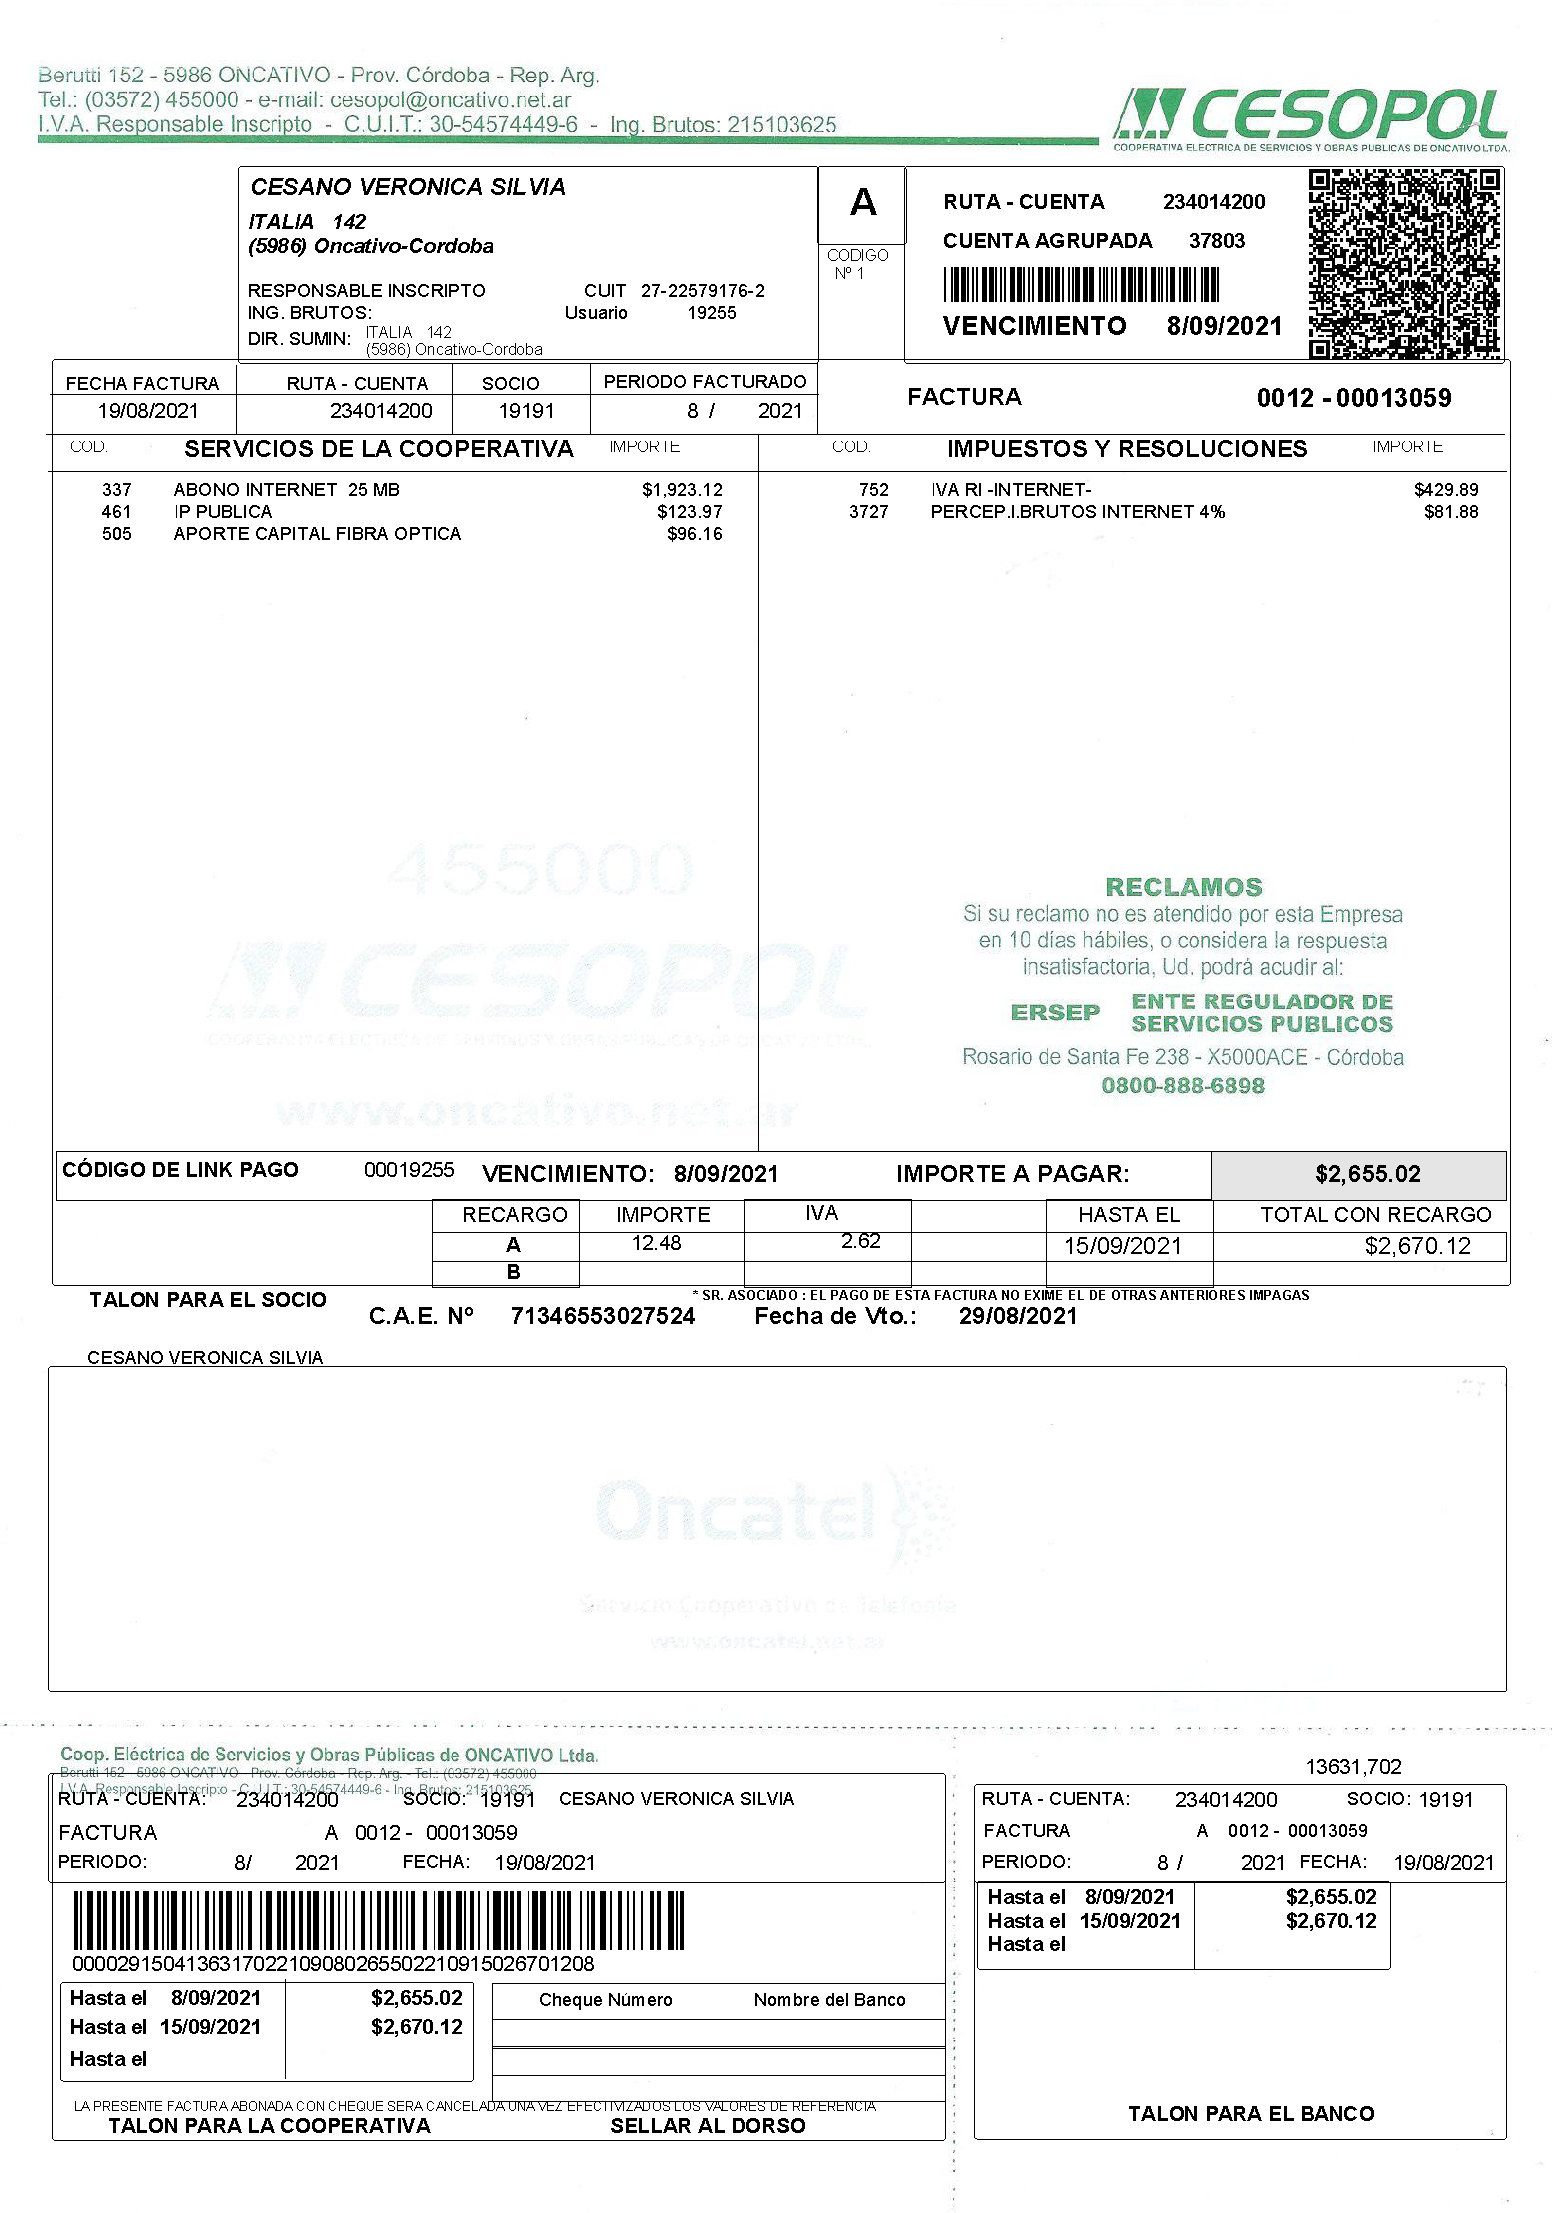 Berutti 152 - 5986 ONCATIVO - Prov. Córdoba - Rep. Arg.
Tel.: (03572) 455000 - e-mail: cesopol@oncativo.net.ar
I.V.A. Responsable Inscripto - C.U.I.T.: 30-54574449-6 - Ing. Brutos: 215103625
CESOPOL
COOPERATIVA ELECTRICA DE SERVICIOS Y OBRAS PUBLICAS DE ONCATIVO LTDA.
CESANO VERONICA SILVIA
ITALIA 142
(5986) Oncativo-Cordoba
RESPONSABLE INSCRIPTO CUIT 27-22579176-2
ING. BRUTOS: Usuario 19255
DIR. SUMIN: ITALIA 142
(5986) Oncativo-Cordoba
A
CODIGO
Nº 1
RUTA - CUENTA 234014200
CUENTA AGRUPADA 37803
VENCIMIENTO 8/09/2021
FECHA FACTURA RUTA - CUENTA SOCIO PERIODO FACTURADO
19/08/2021 234014200 19191 8 / 2021
FACTURA 0012 - 00013059
COD. SERVICIOS DE LA COOPERATIVA IMPORTE COD. IMPUESTOS Y RESOLUCIONES IMPORTE
337 ABONO INTERNET 25 MB $1,923.12 752 IVA RI -INTERNET- $429.89
461 IP PUBLICA $123.97 3727 PERCEP.I.BRUTOS INTERNET 4% $81.88
505 APORTE CAPITAL FIBRA OPTICA $96.16
455000
CESOPOL
COOPERATIVA ELECTRICA DE SERVICIOS Y OBRAS PUBLICAS DE ONCATIVO LTDA.
www.oncativo.net.ar
RECLAMOS
Si su reclamo no es atendido por esta Empresa
en 10 días hábiles, o considera la respuesta
insatisfactoria, Ud. podrá acudir al:
ERSEP ENTE REGULADOR DE
SERVICIOS PUBLICOS
Rosario de Santa Fe 238 - X5000ACE - Córdoba
0800-888-6898
CÓDIGO DE LINK PAGO 00019255 VENCIMIENTO: 8/09/2021 IMPORTE A PAGAR: $2,655.02
RECARGO IMPORTE IVA HASTA EL TOTAL CON RECARGO
A 12.48 2.62 15/09/2021 $2,670.12
B
TALON PARA EL SOCIO
* SR. ASOCIADO : EL PAGO DE ESTA FACTURA NO EXIME EL DE OTRAS ANTERIORES IMPAGAS
C.A.E. Nº 71346553027524 Fecha de Vto.: 29/08/2021
CESANO VERONICA SILVIA
Oncatel
Servicio Cooperativo de Telefonía
www.oncatel.net.ar
Coop. Eléctrica de Servicios y Obras Públicas de ONCATIVO Ltda.
Berutti 152 - 5986 ONCATIVO - Prov. Córdoba - Rep. Arg. - Tel.: (03572) 455000
I.V.A. Responsable Inscripto - C.U.I.T.: 30-54574449-6 - Ing. Brutos: 215103625
RUTA - CUENTA: 234014200 SOCIO: 19191 CESANO VERONICA SILVIA
FACTURA A 0012 - 00013059
PERIODO: 8/ 2021 FECHA: 19/08/2021
0000291504136317022109080265502210915026701208
Hasta el 8/09/2021 $2,655.02
Hasta el 15/09/2021 $2,670.12
Hasta el
Cheque Número Nombre del Banco
LA PRESENTE FACTURA ABONADA CON CHEQUE SERA CANCELADA UNA VEZ EFECTIVIZADOS LOS VALORES DE REFERENCIA
TALON PARA LA COOPERATIVA SELLAR AL DORSO
13631,702
RUTA - CUENTA: 234014200 SOCIO: 19191
FACTURA A 0012 - 00013059
PERIODO: 8 / 2021 FECHA: 19/08/2021
Hasta el 8/09/2021 $2,655.02
Hasta el 15/09/2021 $2,670.12
Hasta el
TALON PARA EL BANCO